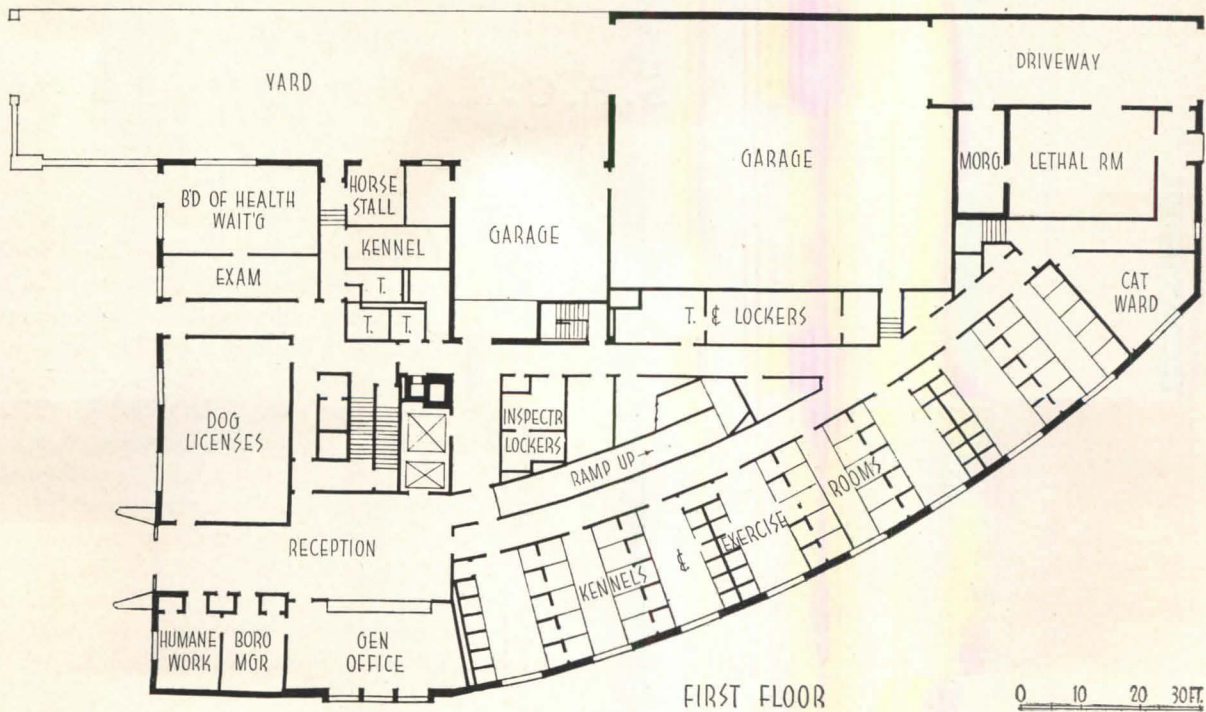 YARD
DRIVEWAY
B'D OF HEALTH
WAIT'G
HORSE
STALL
GARAGE
GARAGE
MORG.
LETHAL RM
KENNEL
EXAM
T.
T.
T.
T. & LOCKERS
CAT
WARD
DOG
LICENSES
INSPECTR
LOCKERS
RAMP UP →
RECEPTION
KENNELS & EXERCISE ROOMS
HUMANE
WORK
BORO
MGR
GEN
OFFICE
FIRST FLOOR
0 10 20 30FT.